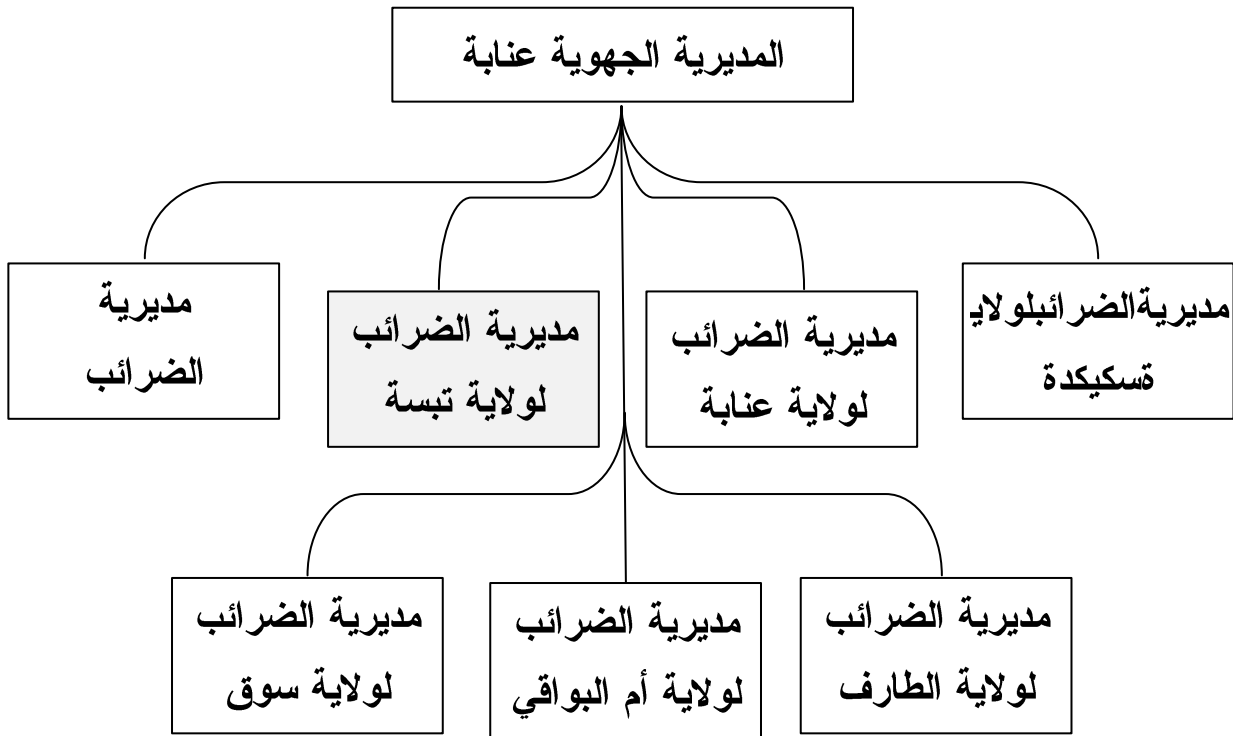 المديرية الجهوية عنابة
مديريةالضرائبلولاي
ةسكيكدة
مديرية الضرائب
لولاية عنابة
مديرية الضرائب
لولاية تبسة
مديرية
الضرائب
مديرية الضرائب
لولاية الطارف
مديرية الضرائب
لولاية أم البواقي
مديرية الضرائب
لولاية سوق